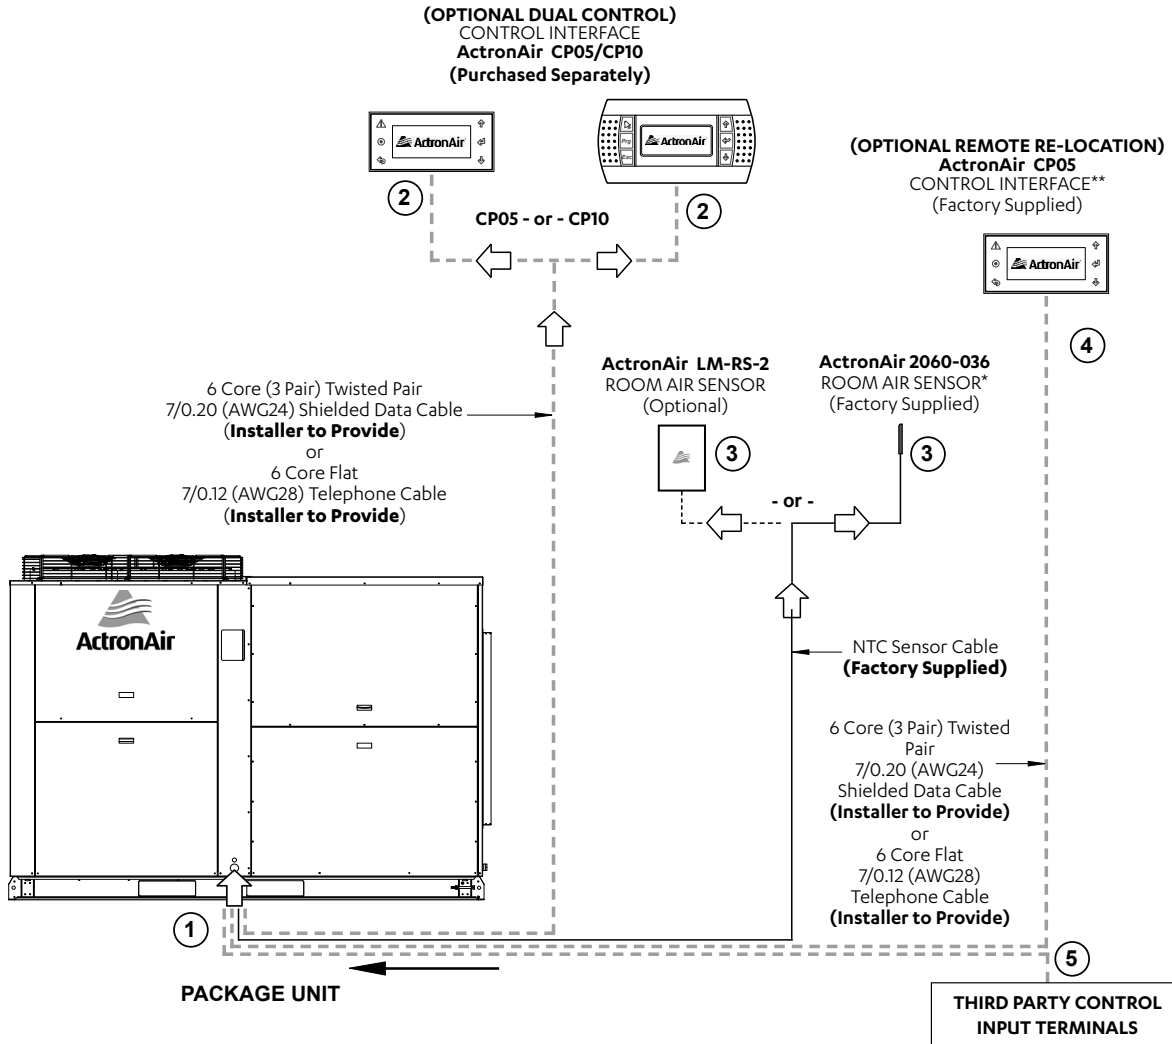 (OPTIONAL DUAL CONTROL)
CONTROL INTERFACE
ActronAir CP05/CP10
(Purchased Separately)
ActronAir
Prg
Esc
ActronAir
2
2
CP05 - or - CP10
(OPTIONAL REMOTE RE-LOCATION)
ActronAir CP05
CONTROL INTERFACE**
(Factory Supplied)
ActronAir
4
6 Core (3 Pair) Twisted Pair
7/0.20 (AWG24) Shielded Data Cable
(Installer to Provide)
or
6 Core Flat
7/0.12 (AWG28) Telephone Cable
(Installer to Provide)
ActronAir LM-RS-2
ROOM AIR SENSOR
(Optional)
3
ActronAir 2060-036
ROOM AIR SENSOR*
(Factory Supplied)
3
- or -
ActronAir
NTC Sensor Cable
(Factory Supplied)
6 Core (3 Pair) Twisted
Pair
7/0.20 (AWG24)
Shielded Data Cable
(Installer to Provide)
or
6 Core Flat
7/0.12 (AWG28)
Telephone Cable
(Installer to Provide)
1
PACKAGE UNIT
5
THIRD PARTY CONTROL
INPUT TERMINALS